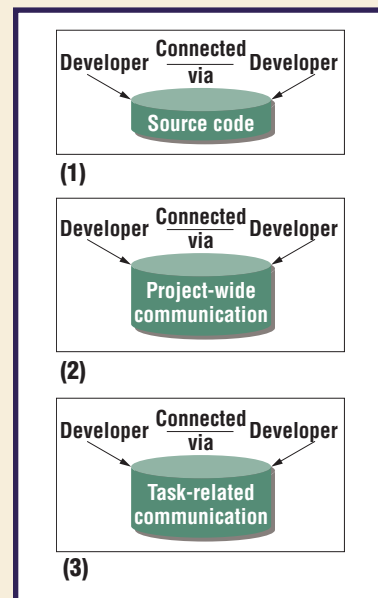 Connected
Developer Developer
via
Source code
(1)
Connected
Developer Developer
via
Project-wide
communication
(2)
Connected
Developer Developer
via
Task-related
communication
(3)